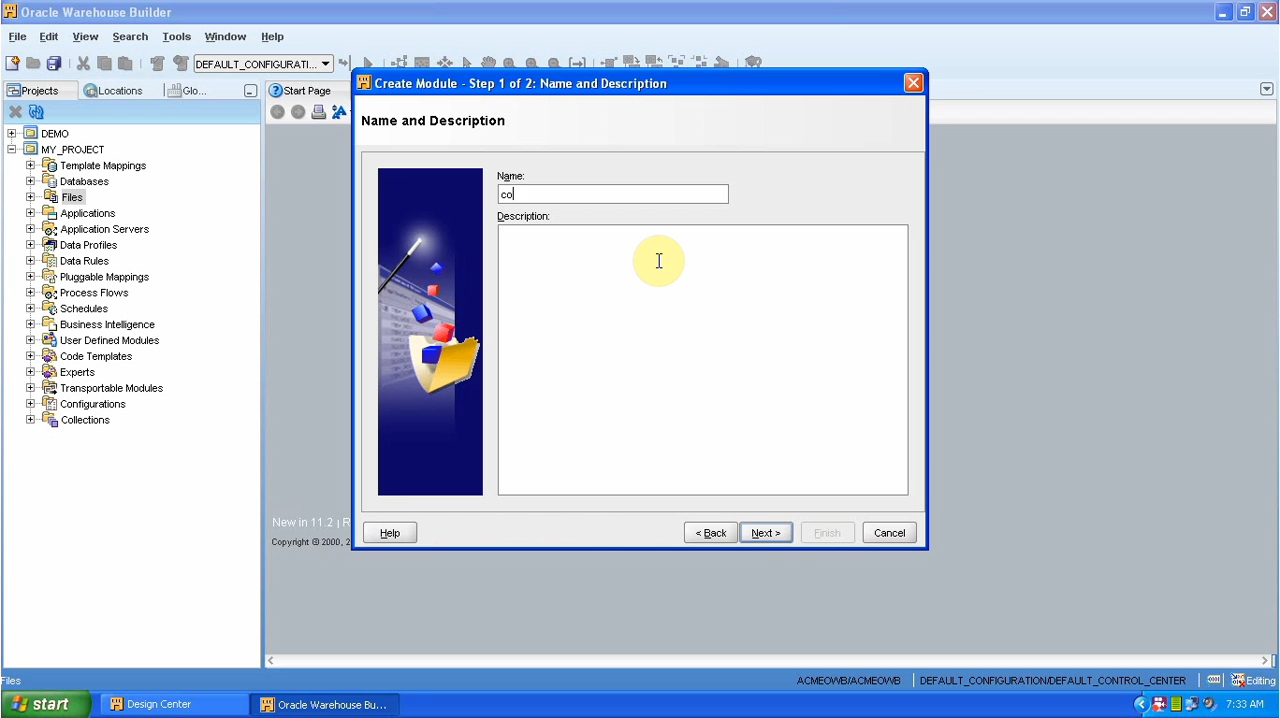 Oracle Warehouse Builder
File Edit View Search Tools Window Help
DEFAULT_CONFIGURATI...
Projects Locations Glo... Start Page
Create Module - Step 1 of 2: Name and Description
Name and Description
DEMO
MY_PROJECT
Template Mappings
Databases
Files
Applications
Application Servers
Data Profiles
Data Rules
Pluggable Mappings
Process Flows
Schedules
Business Intelligence
User Defined Modules
Code Templates
Experts
Transportable Modules
Configurations
Collections
Name:
co
Description:
New in 11.2 | R
Copyright © 2000, 2
Help < Back Next > Finish Cancel
Files ACMEOWB/ACMEOWB DEFAULT_CONFIGURATION/DEFAULT_CONTROL_CENTER Editing
start Design Center Oracle Warehouse Bu... 7:33 AM